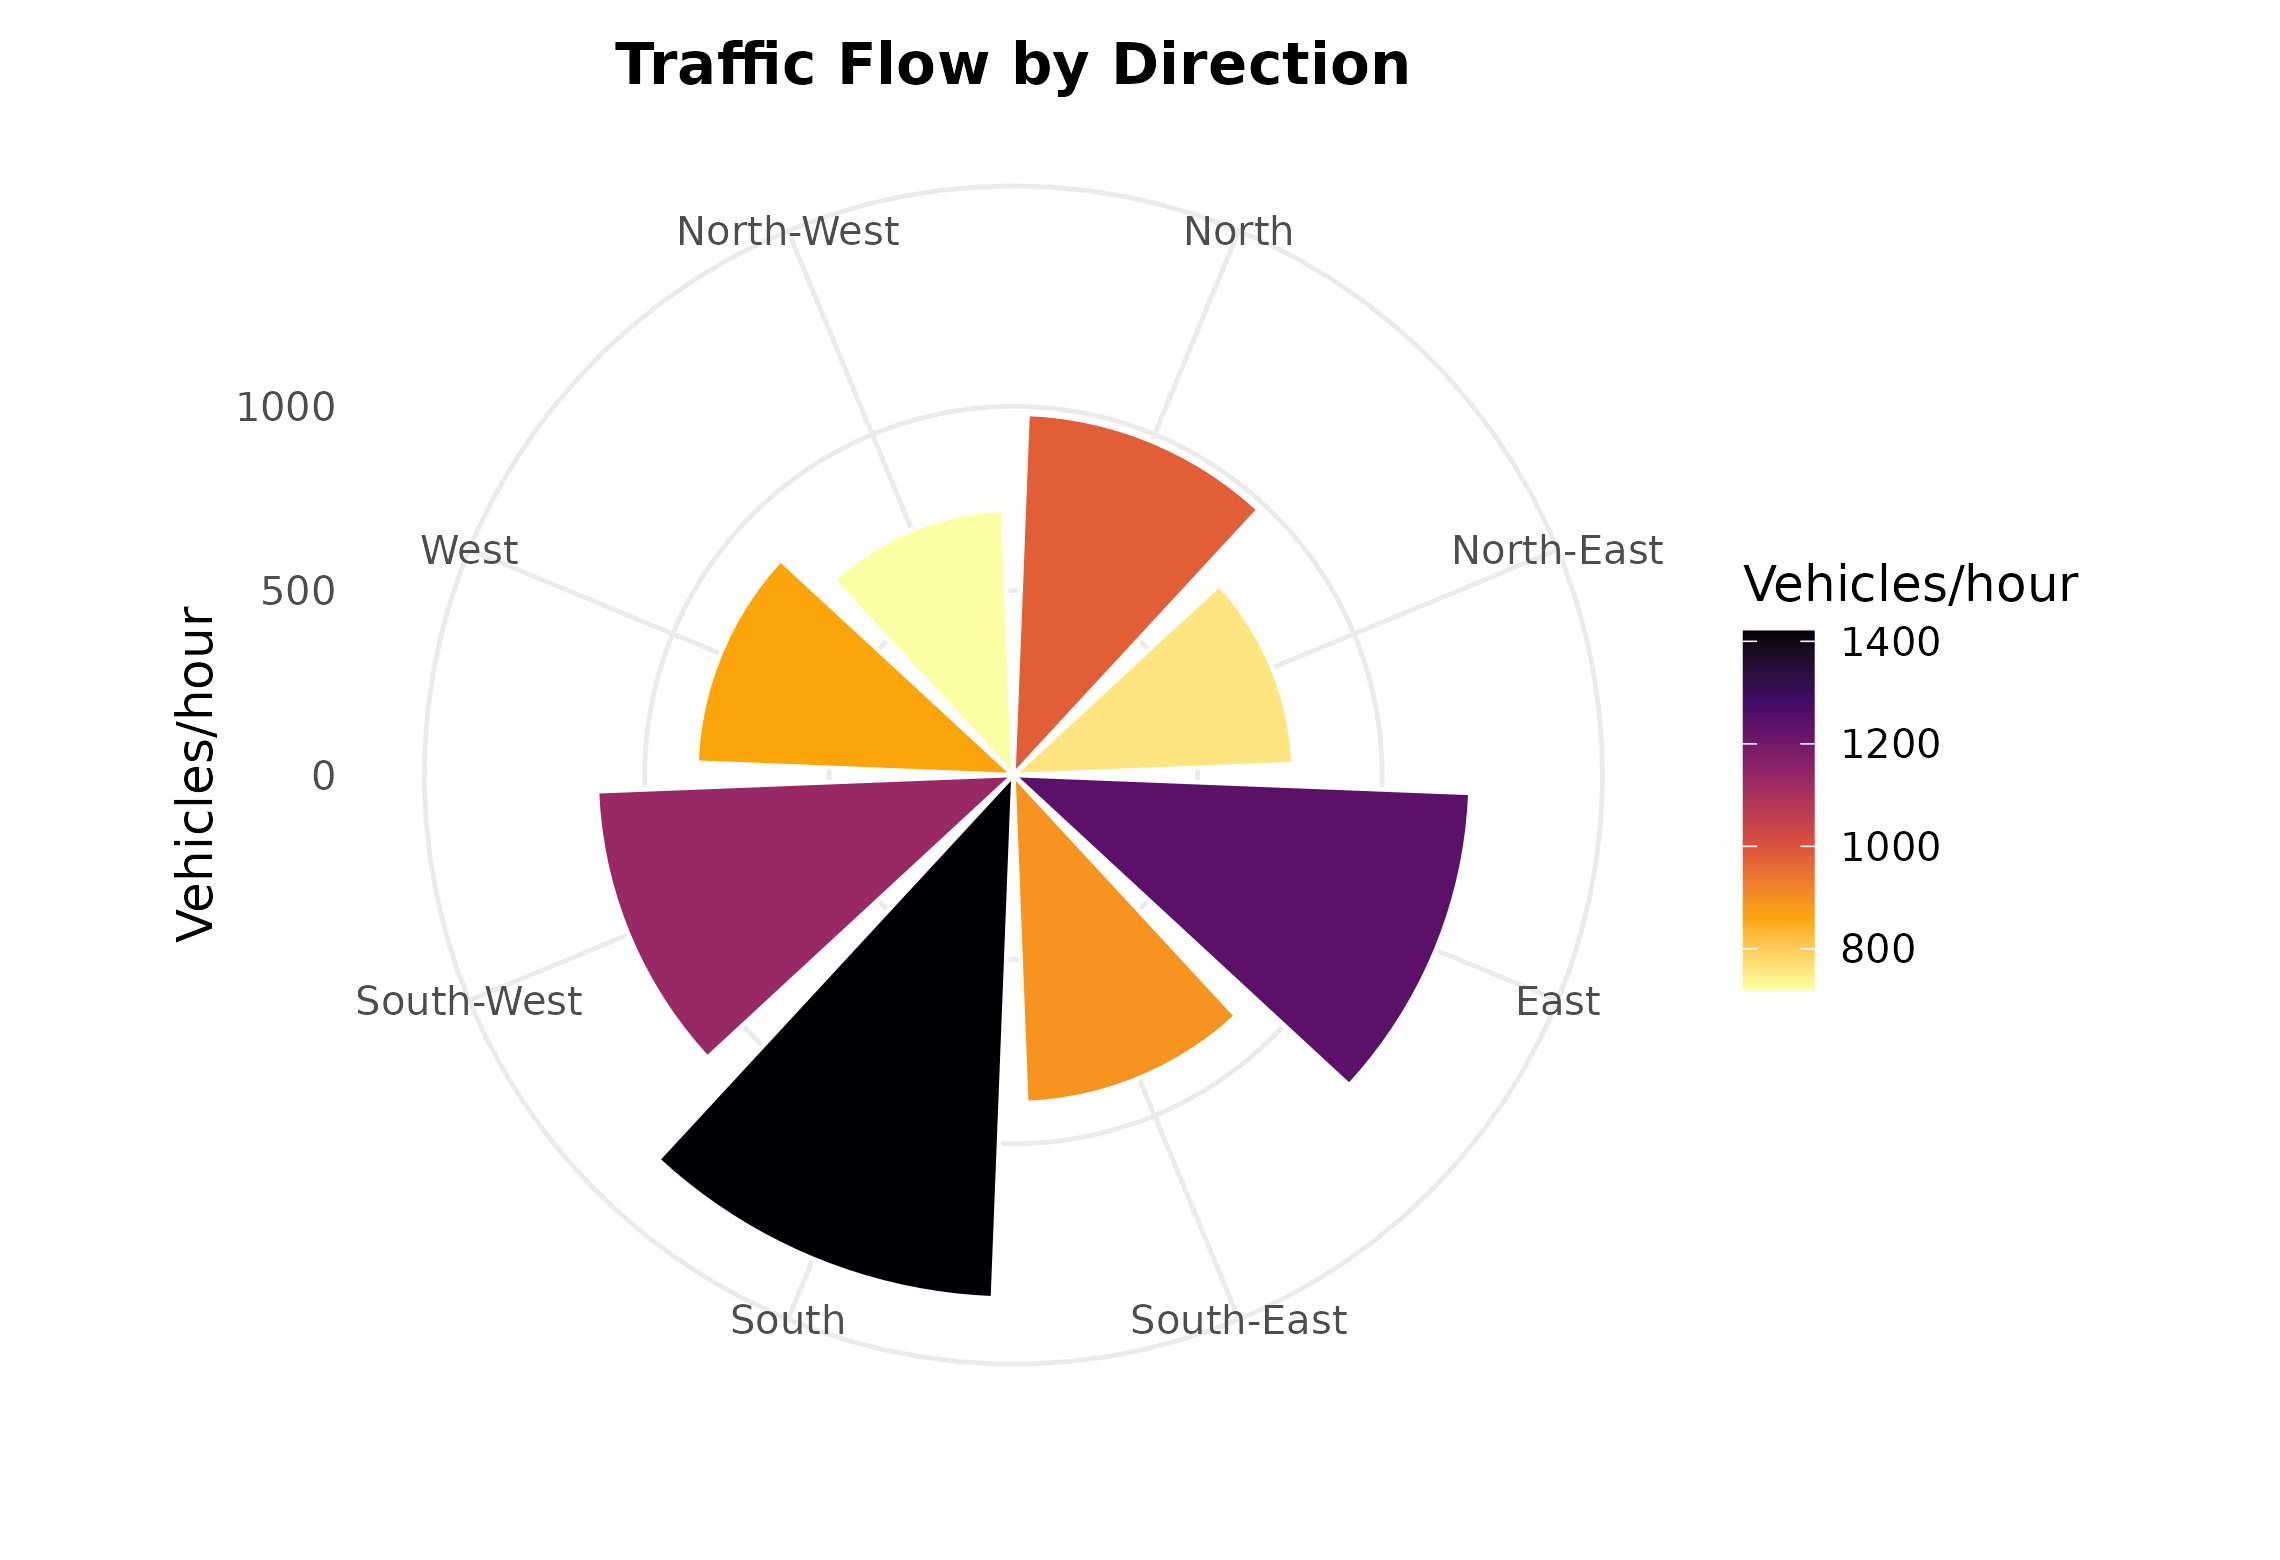 Traffic Flow by Direction
North-West
North
1000
West
North-East
500
0
Vehicles/hour
South-West
East
South
South-East
Vehicles/hour
1400
1200
1000
800